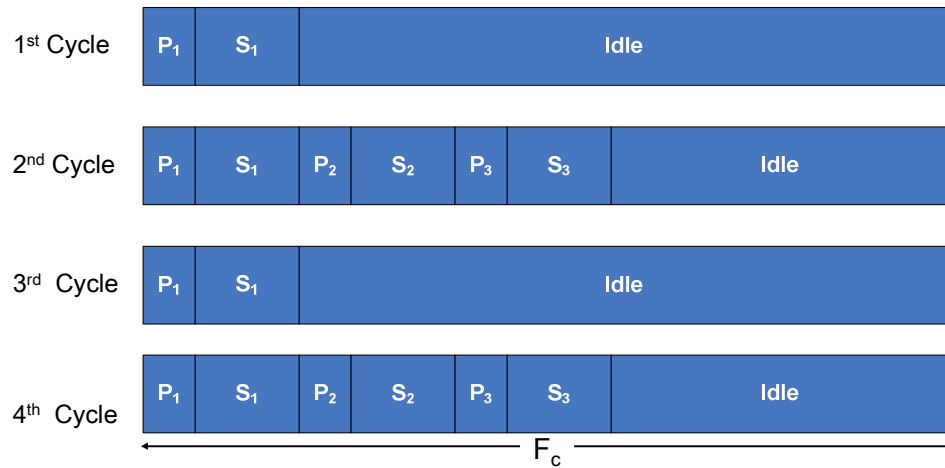 1st Cycle P1 S1 Idle
2nd Cycle P1 S1 P2 S2 P3 S3 Idle
3rd Cycle P1 S1 Idle
4th Cycle P1 S1 P2 S2 P3 S3 Idle
Fc